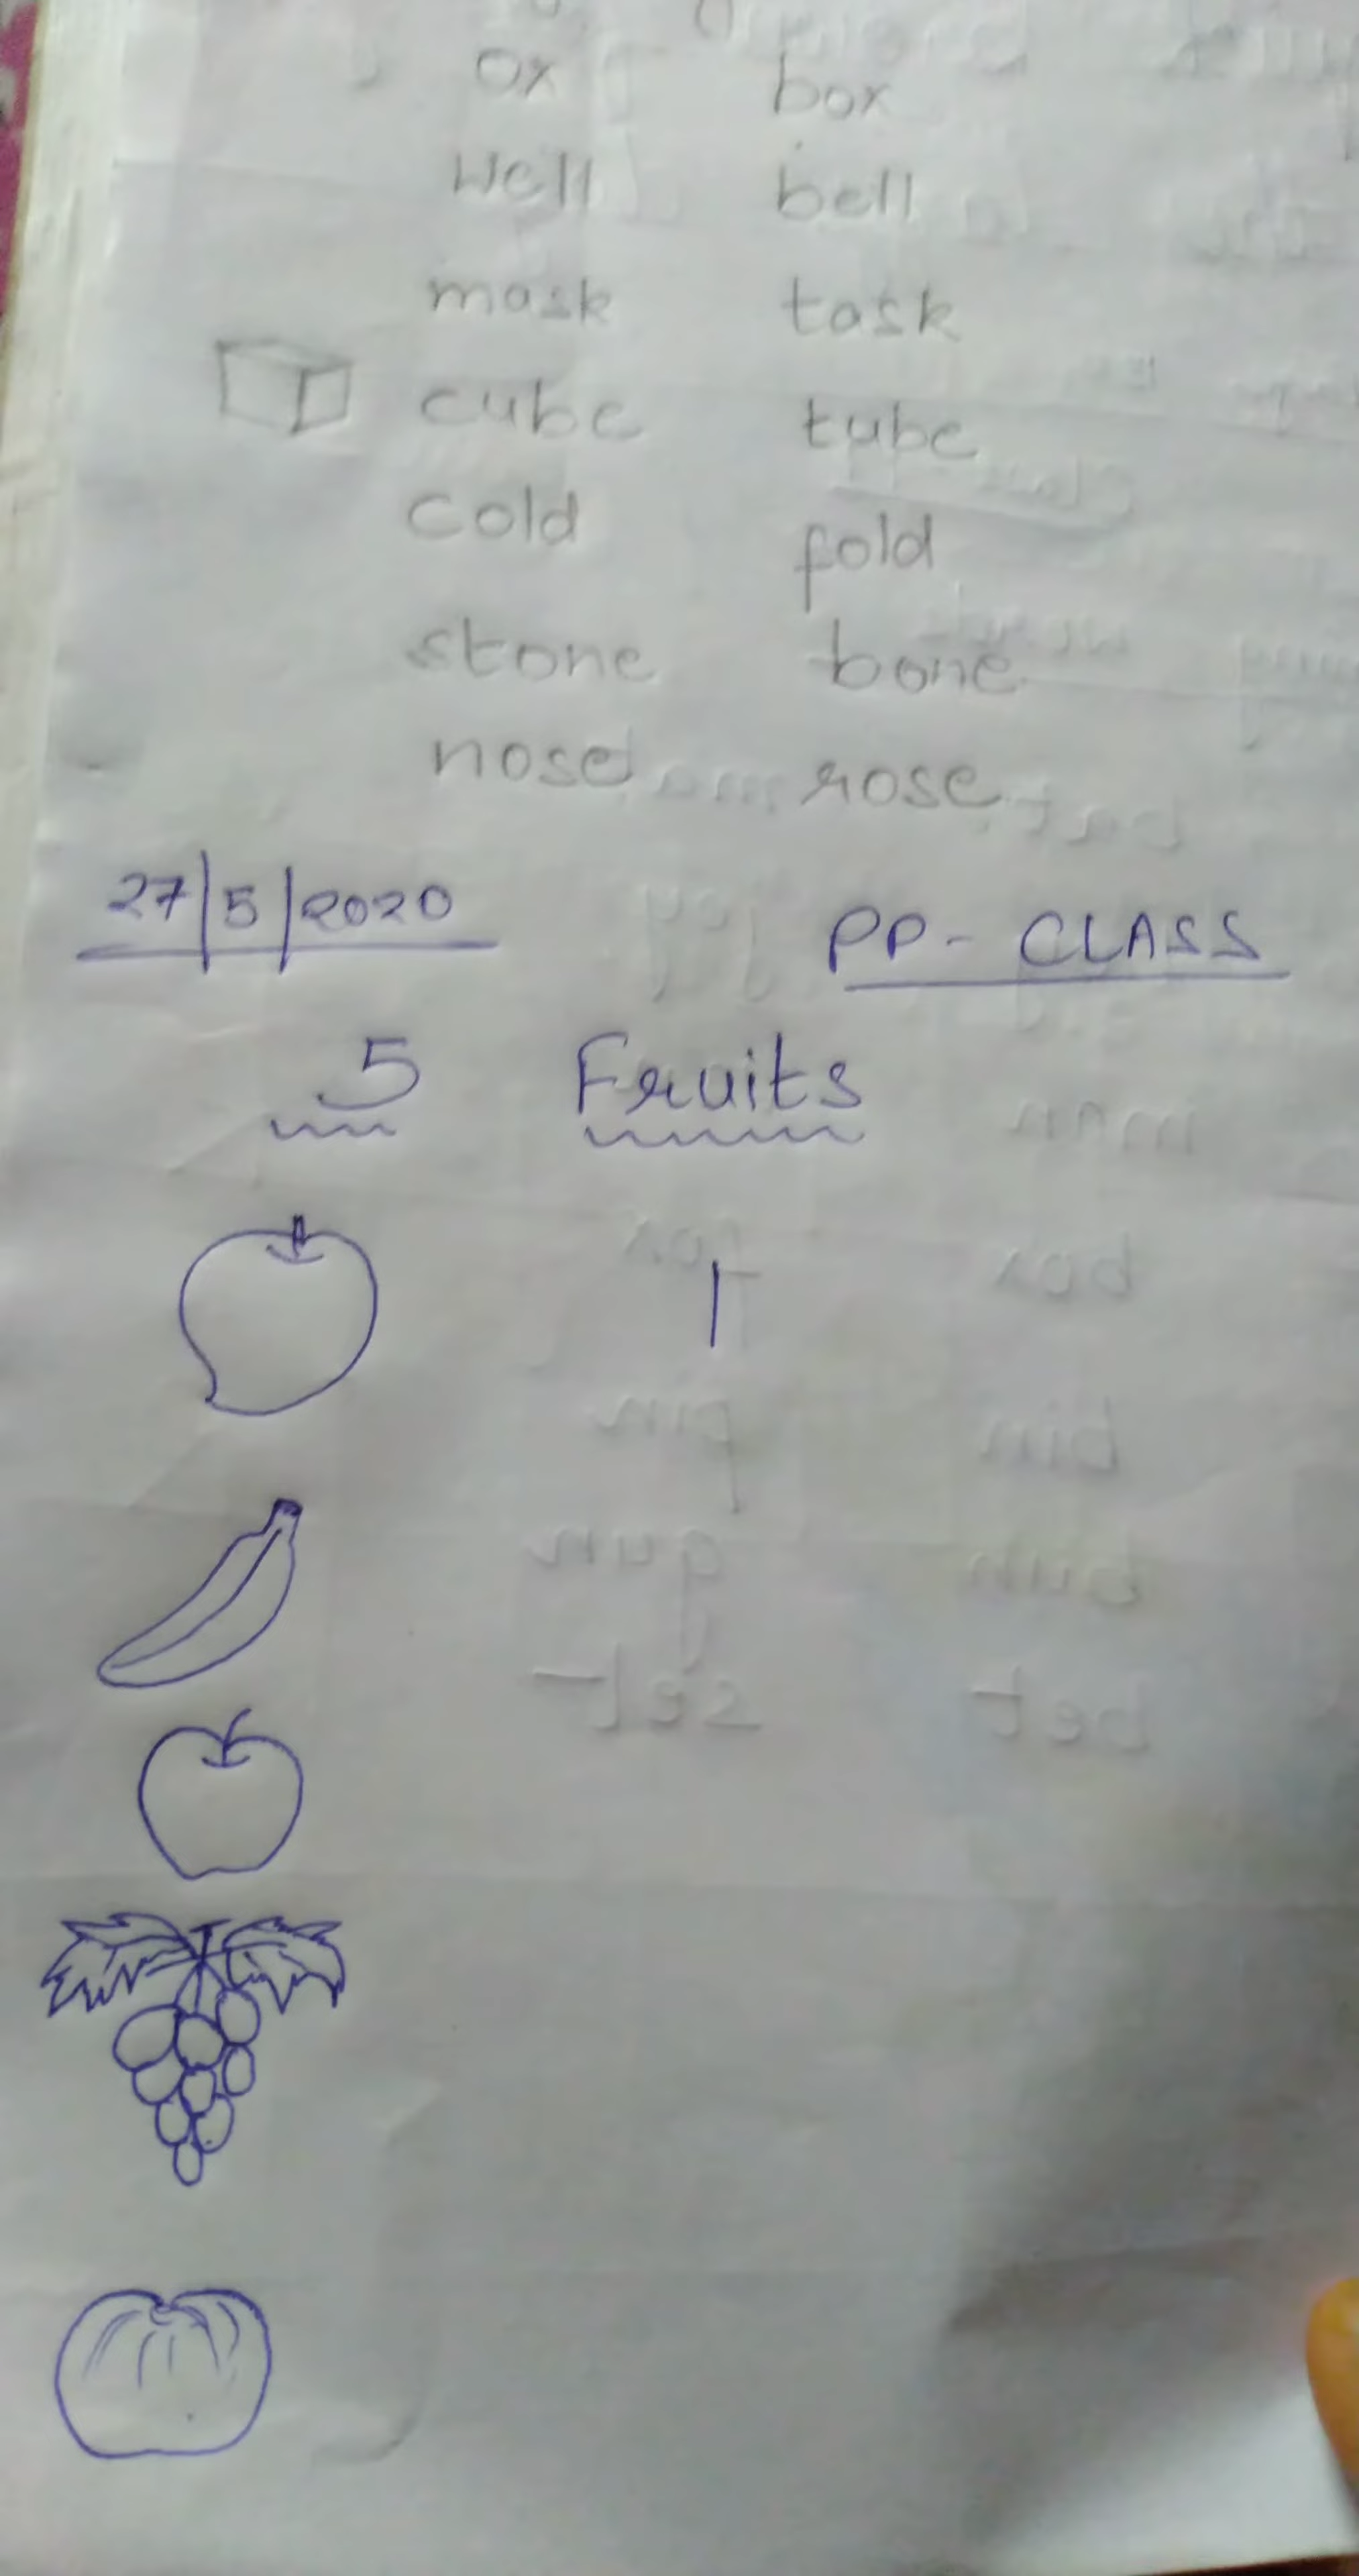 ox box
well bell
mask task
cube tube
cold fold
stone bone
nose rose
27/5/2020 PP- CLASS
5 Fruits
1